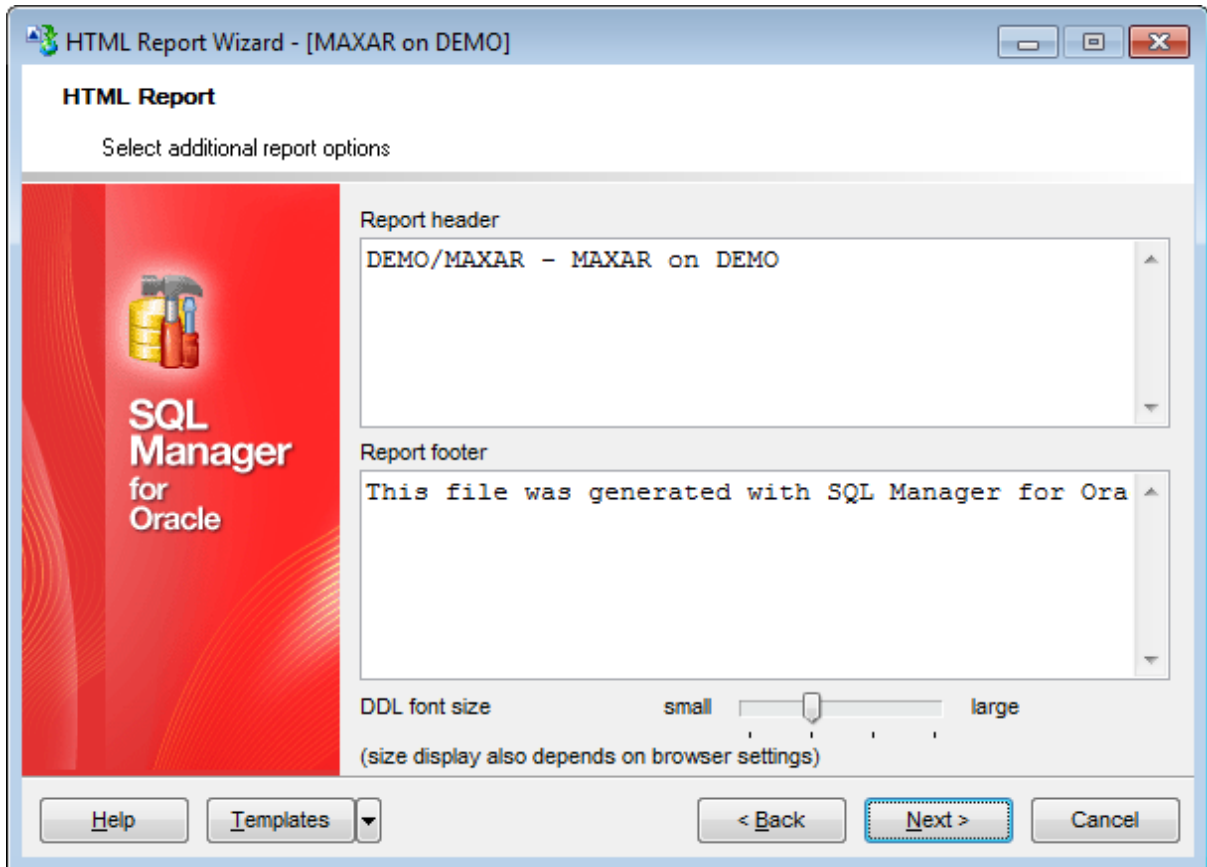 HTML Report Wizard - [MAXAR on DEMO]
HTML Report
Select additional report options
SQL
Manager
for
Oracle
Report header
DEMO/MAXAR - MAXAR on DEMO
Report footer
This file was generated with SQL Manager for Ora
DDL font size small large
(size display also depends on browser settings)
Help Templates < Back Next > Cancel